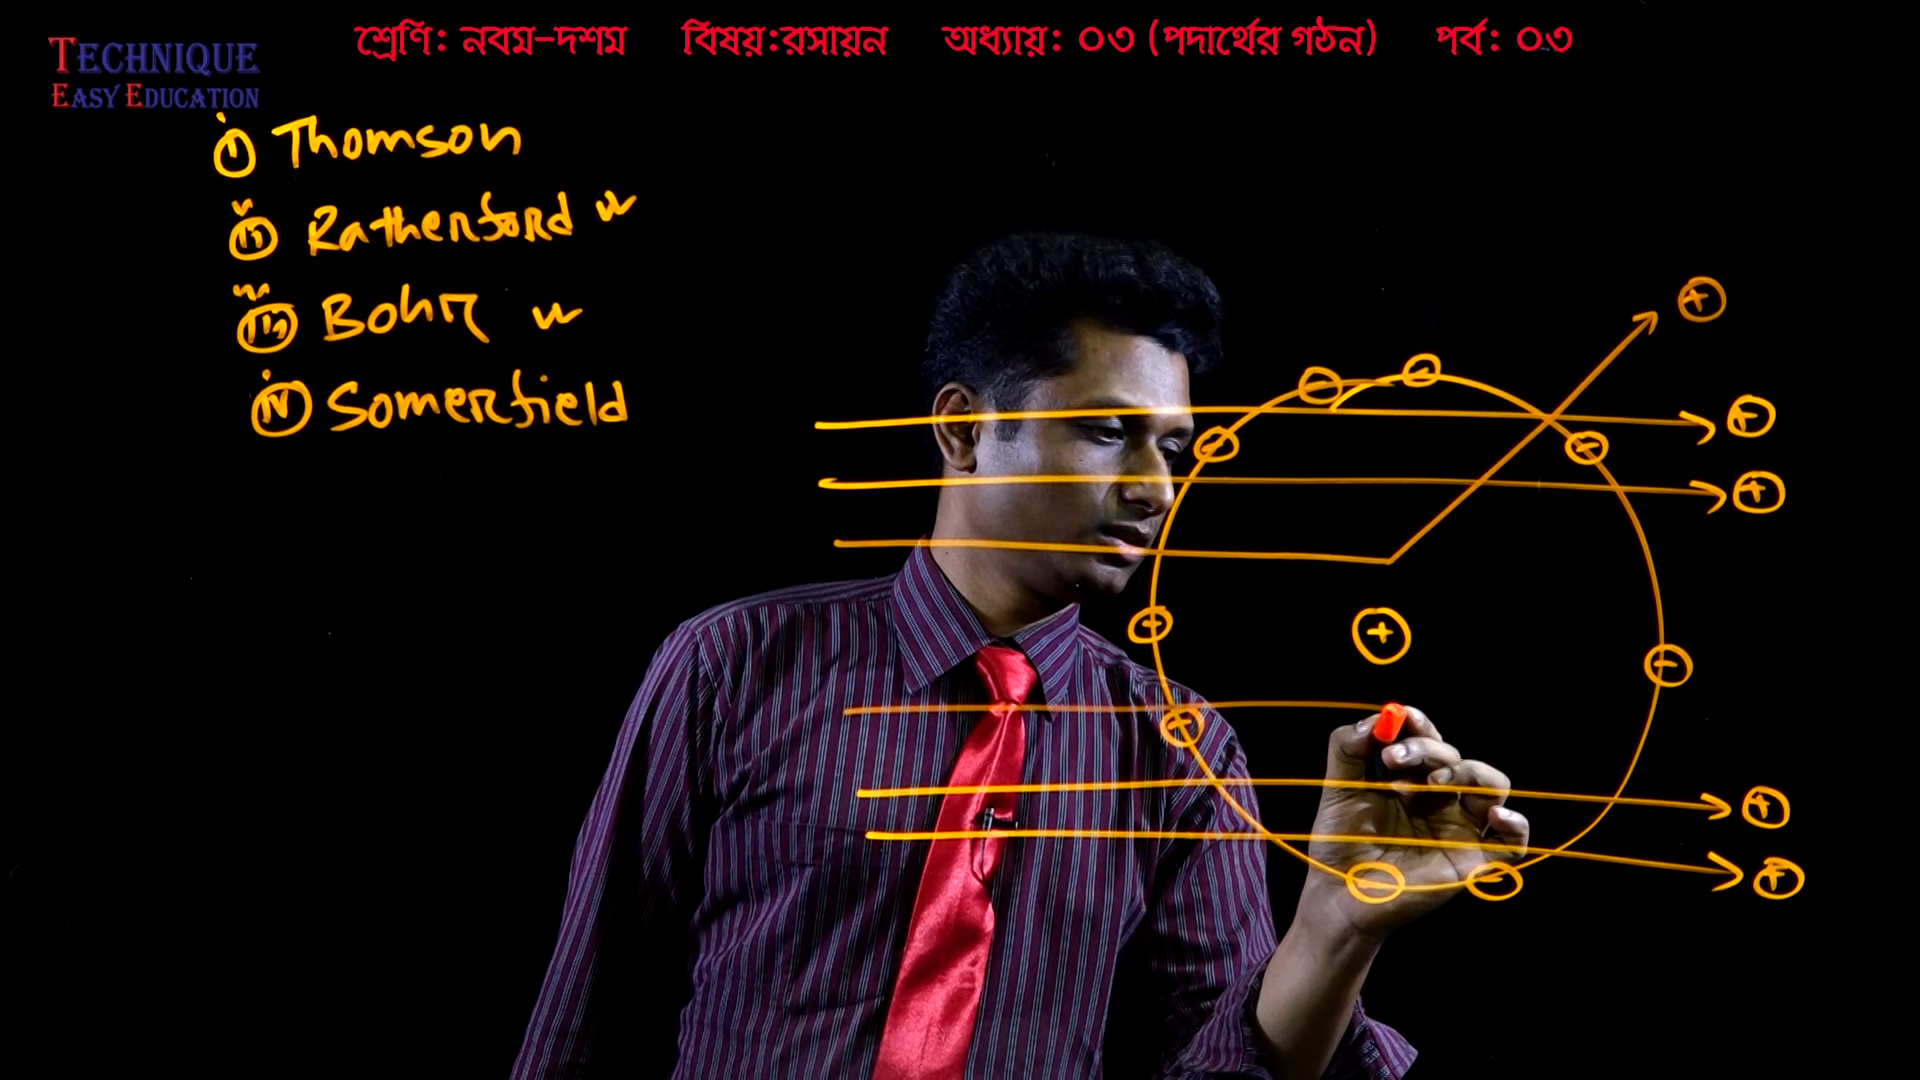 শ্রেণি: নবম-দশম বিষয়:রসায়ন অধ্যায়: ০৩ (পদার্থের গঠন) পর্ব: ০৩
TECHNIQUE
EASY EDUCATION
i Thomson
ii Ratherford
iii Bohr
iv Somerfield
+
+
+
+
+
+